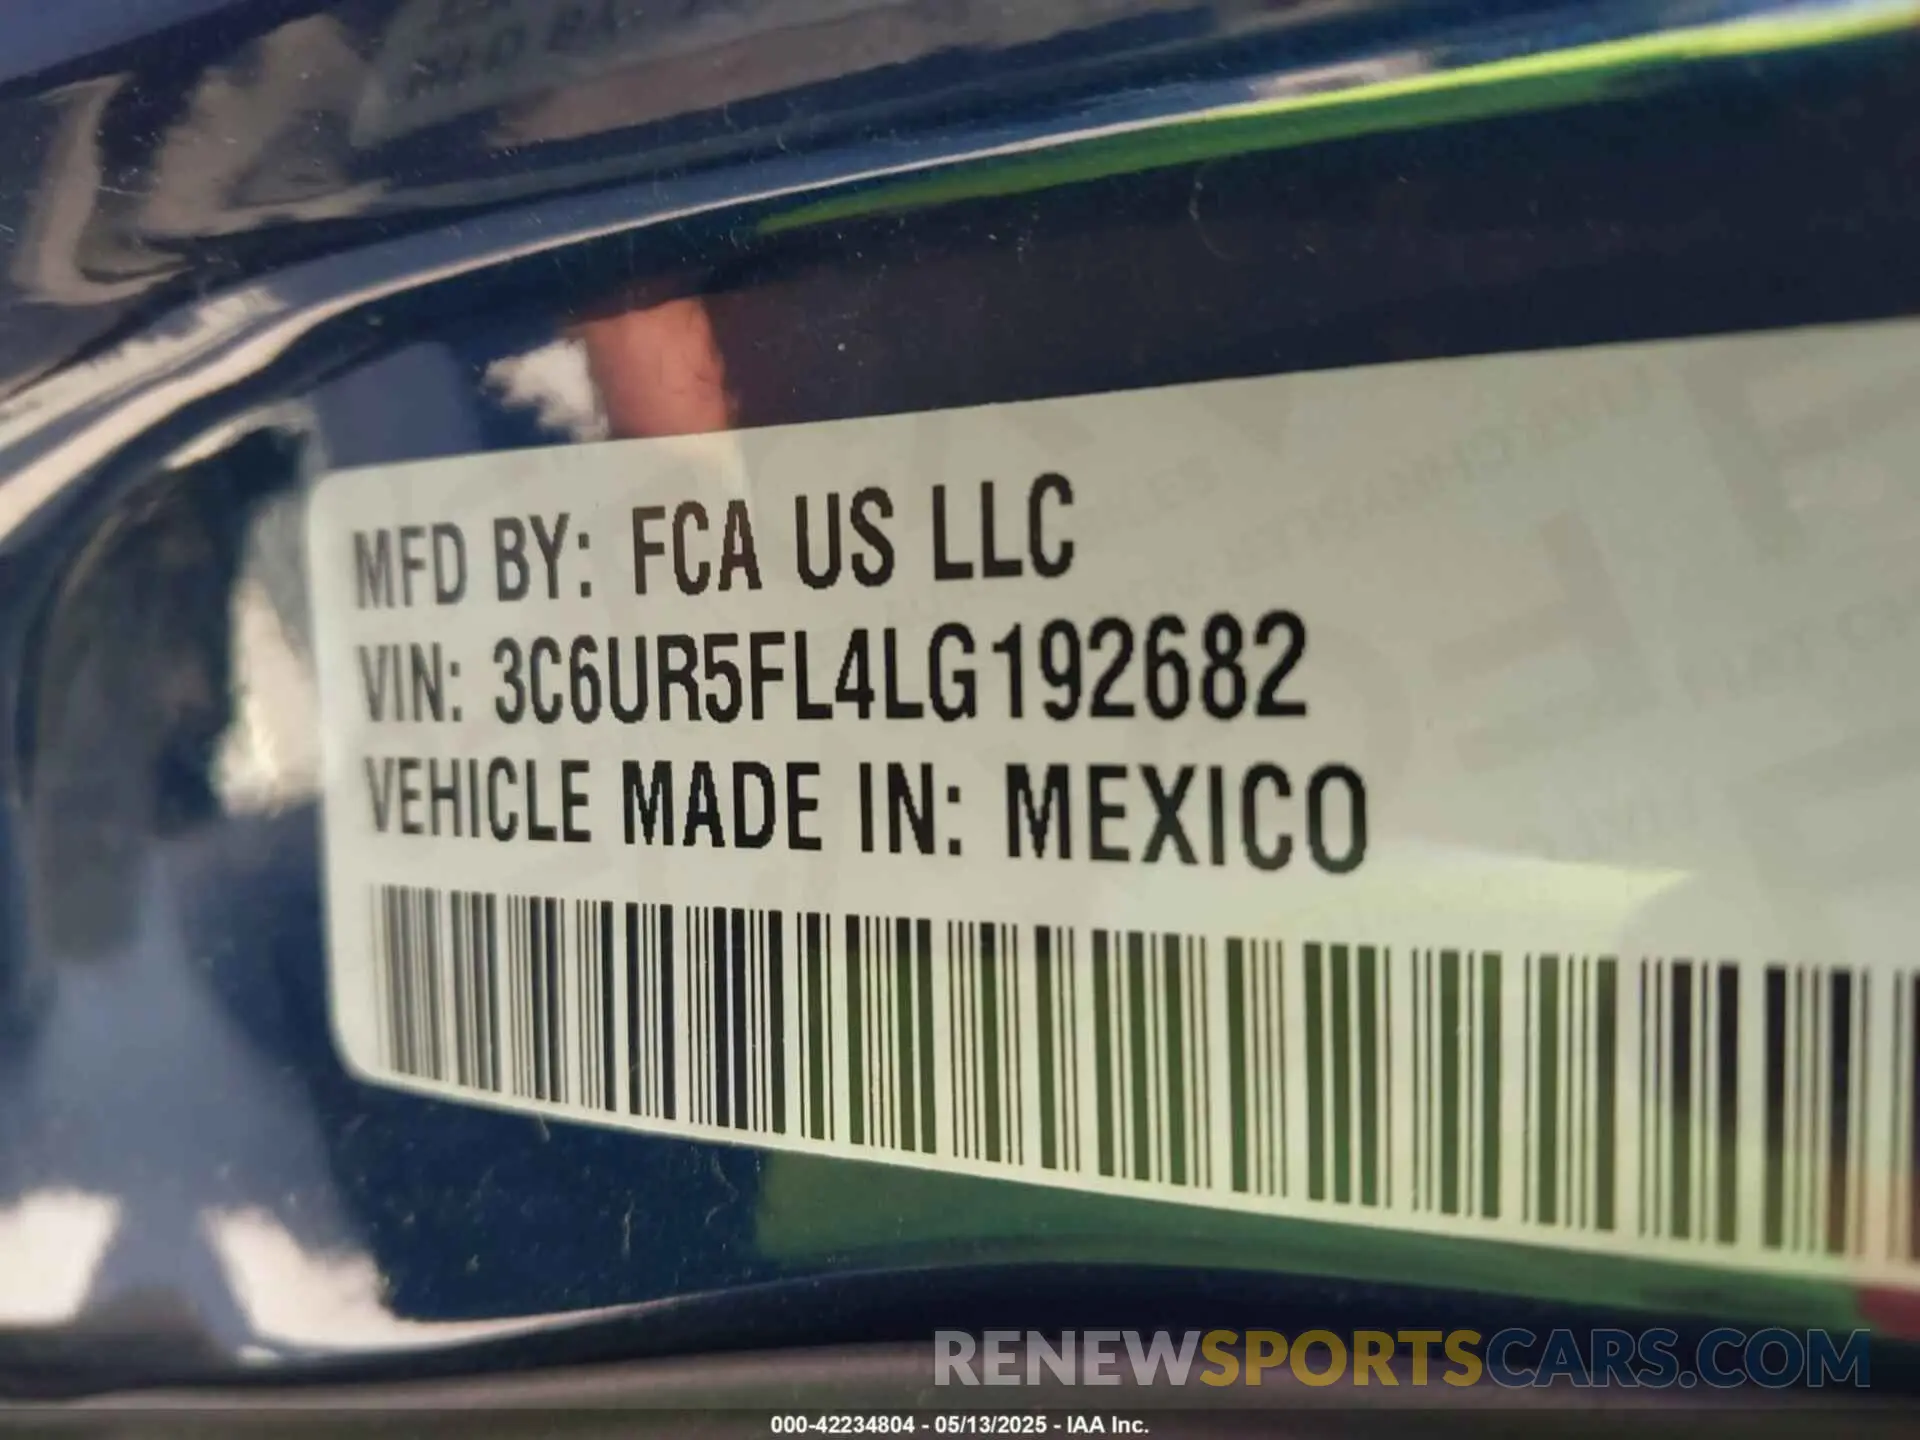 MFD BY: FCA US LLC
VIN: 3C6UR5FL4LG192682
VEHICLE MADE IN: MEXICO
RENEWSPORTSCARS.COM
000-42234804 - 05/13/2025 - IAA Inc.